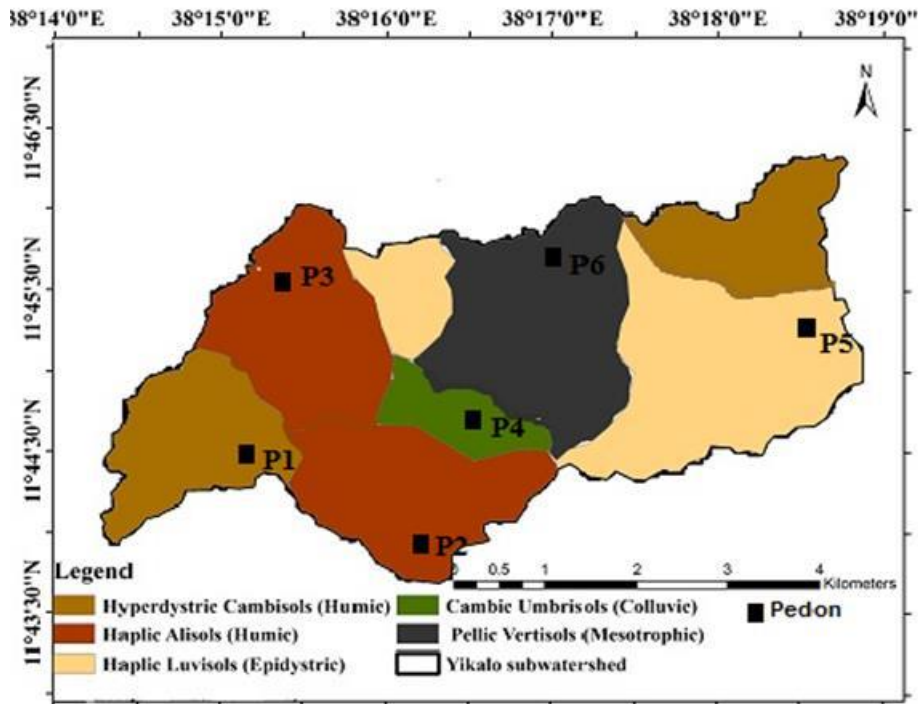 38°14'0"E 38°15'0"E 38°16'0"E 38°17'0"E 38°18'0"E 38°19'0"E
11°46'30"N
11°45'30"N
11°44'30"N
11°43'30"N
N
P3
P6
P5
P4
P1
P2
Legend
0 0.5 1 2 3 4
Kilometers
Hyperdystric Cambisols (Humic)
Cambic Umbrisols (Colluvic)
Pedon
Haplic Alisols (Humic)
Pellic Vertisols (Mesotrophic)
Haplic Luvisols (Epidystric)
Yikalo subwatershed